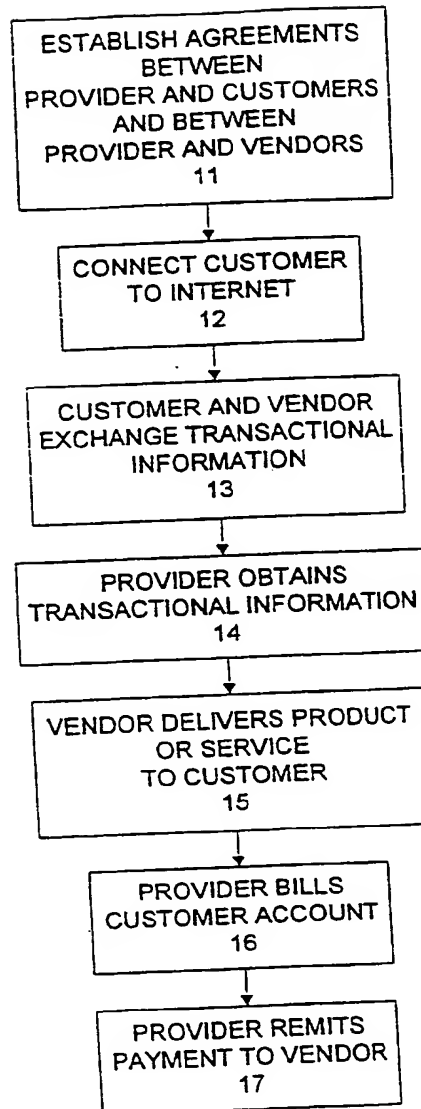 ESTABLISH AGREEMENTS
BETWEEN
PROVIDER AND CUSTOMERS
AND BETWEEN
PROVIDER AND VENDORS
11
CONNECT CUSTOMER
TO INTERNET
12
CUSTOMER AND VENDOR
EXCHANGE TRANSACTIONAL
INFORMATION
13
PROVIDER OBTAINS
TRANSACTIONAL INFORMATION
14
VENDOR DELIVERS PRODUCT
OR SERVICE
TO CUSTOMER
15
PROVIDER BILLS
CUSTOMER ACCOUNT
16
PROVIDER REMITS
PAYMENT TO VENDOR
17